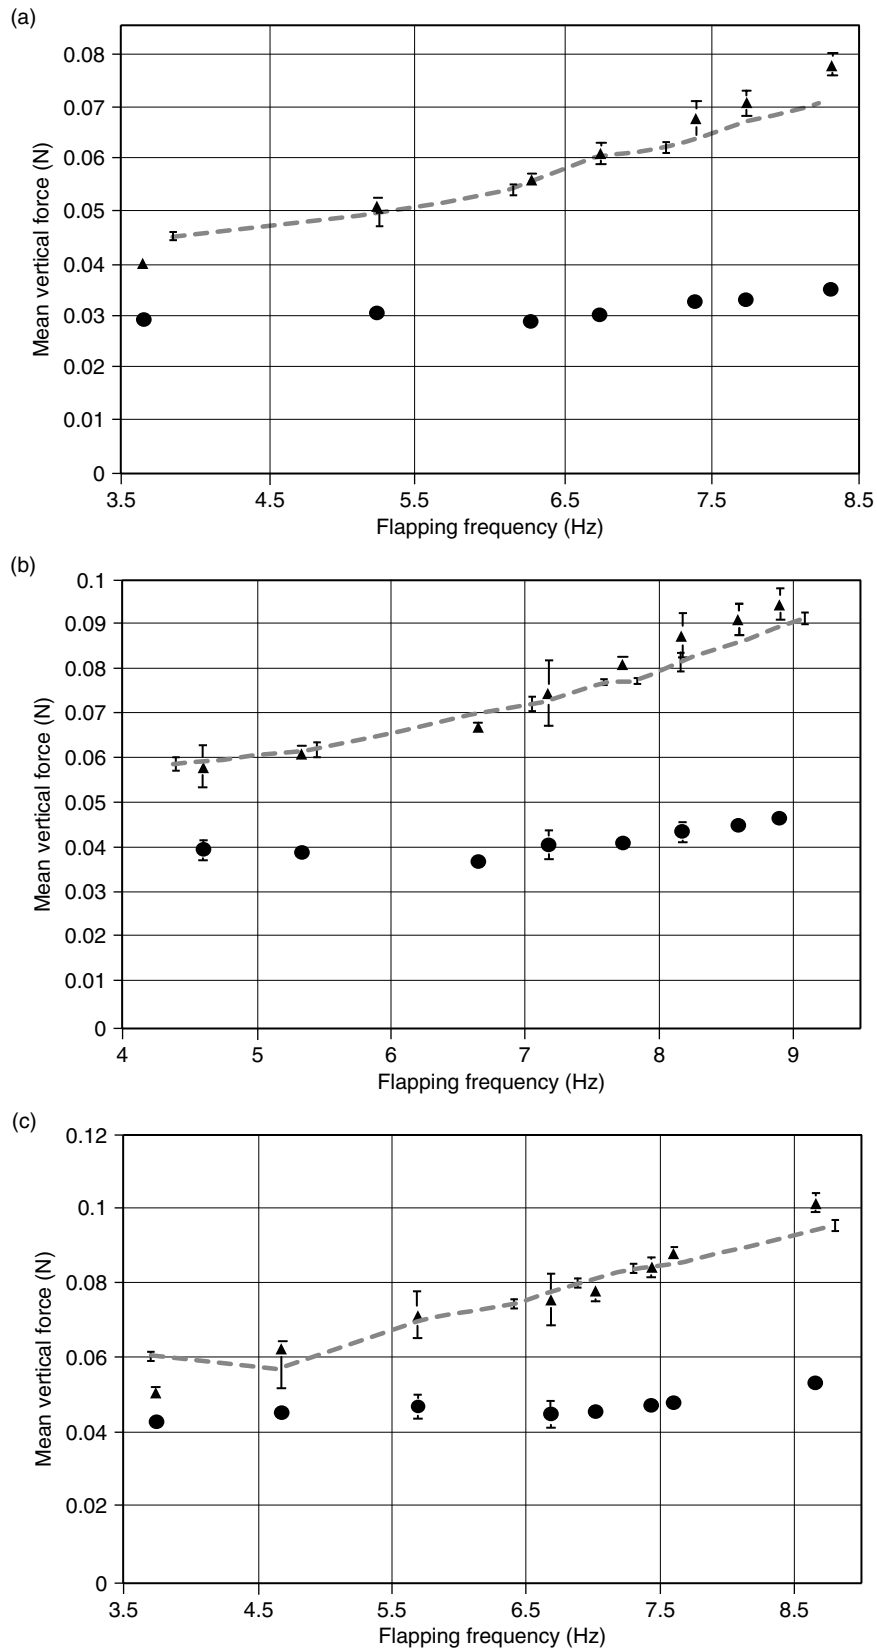 (a)
0.08
0.07
0.06
0.05
0.04
0.03
0.02
0.01
0
Mean vertical force (N)
3.5 4.5 5.5 6.5 7.5 8.5
Flapping frequency (Hz)
(b)
0.1
0.09
0.08
0.07
0.06
0.05
0.04
0.03
0.02
0.01
0
Mean vertical force (N)
4 5 6 7 8 9
Flapping frequency (Hz)
(c)
0.12
0.1
0.08
0.06
0.04
0.02
0
Mean vertical force (N)
3.5 4.5 5.5 6.5 7.5 8.5
Flapping frequency (Hz)